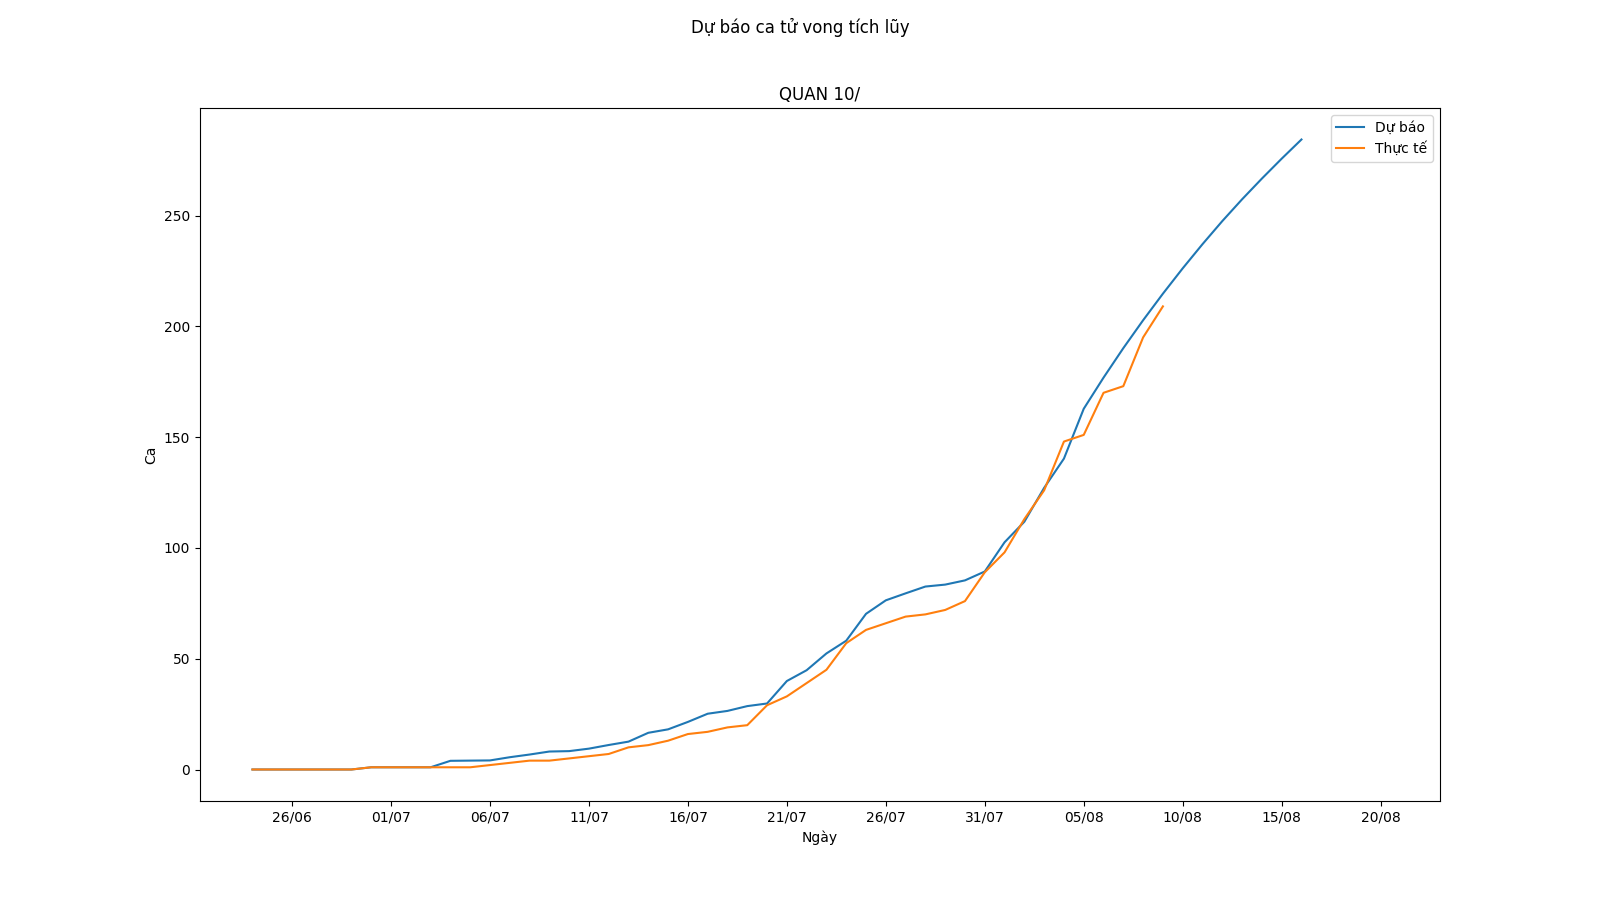 Dự báo ca tử vong tích lũy
QUAN 10/
Dự báo
Thực tế
250
200
150
100
50
0
Ca
26/06 01/07 06/07 11/07 16/07 21/07 26/07 31/07 05/08 10/08 15/08 20/08
Ngày